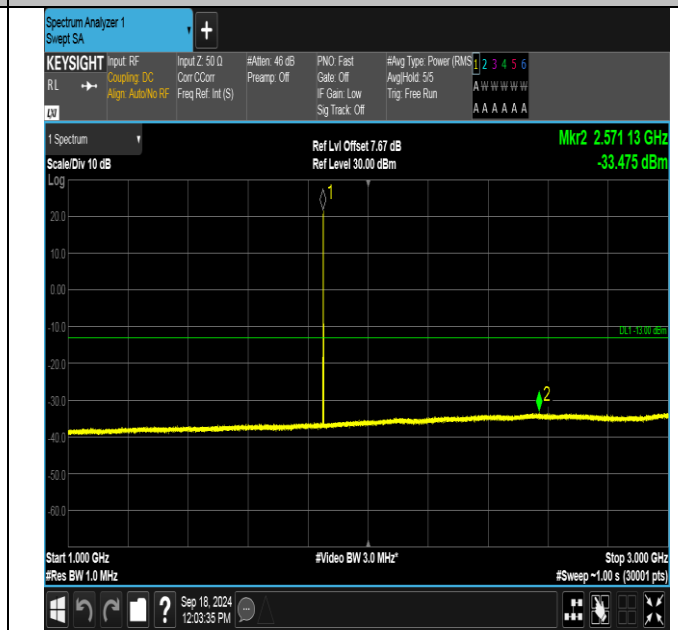 Spectrum Analyzer 1
Swept SA
+
KEYSIGHT Input: RF Input Z: 50 Ω #Atten: 46 dB PNO: Fast #Avg Type: Power (RMS 1 2 3 4 5 6
RL Coupling: DC Corr CCorr Preamp: Off Gate: Off Avg|Hold: 5/5 A W W W W W
Align: Auto/No RF Freq Ref: Int (S) IF Gain: Low Trig: Free Run
LXI Sig Track: Off A A A A A A
1 Spectrum Ref Lvl Offset 7.67 dB Mkr2 2.571 13 GHz
Scale/Div 10 dB Ref Level 30.00 dBm -33.475 dBm
Log
1
20.0
10.0
0.00
-10.0
DL1 -13.00 dBm
-20.0
-30.0
2
-40.0
-50.0
-60.0
Start 1.000 GHz #Video BW 3.0 MHz* Stop 3.000 GHz
#Res BW 1.0 MHz #Sweep ~1.00 s (30001 pts)
? Sep 18, 2024
12:03:35 PM